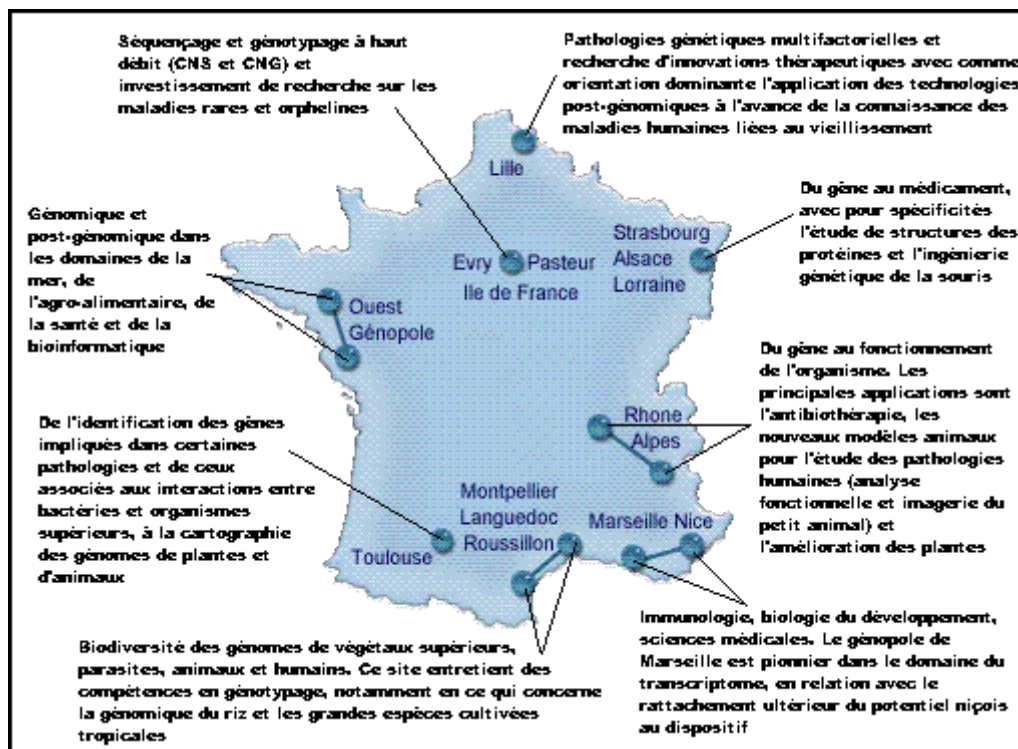 Séquençage et génotypage à haut
débit (CNS et CNG) et
investissement de recherche sur les
maladies rares et orphelines
Pathologies génétiques multifactorielles et
recherche d'innovations thérapeutiques avec comme
orientation dominante l'application des technologies
post-génomiques à l'avance de la connaissance des
maladies humaines liées au vieillissement
Lille
Génomique et
post-génomique dans
les domaines de la
mer, de
l'agro-alimentaire, de
la santé et de la
bioinformatique
Evry Pasteur
Ile de France
Strasbourg
Alsace
Lorraine
Du gène au médicament,
avec pour spécificités
l'étude de structures des
protéines et l'ingénierie
génétique de la souris
Ouest
Génopole
Rhone
Alpes
Du gène au fonctionnement
de l'organisme. Les
principales applications sont
l'antibiothérapie, les
nouveaux modèles animaux
pour l'étude des pathologies
humaines (analyse
fonctionnelle et imagerie du
petit animal) et
l'amélioration des plantes
De l'identification des gènes
impliqués dans certaines
pathologies et de ceux
associés aux interactions entre
bactéries et organismes
supérieurs, à la cartographie
des génomes de plantes et
d'animaux
Toulouse
Montpellier
Languedoc
Roussillon
Marseille Nice
Biodiversité des génomes de végétaux supérieurs,
parasites, animaux et humains. Ce site entretient des
compétences en génotypage, notamment en ce qui concerne
la génomique du riz et les grandes espèces cultivées
tropicales
Immunologie, biologie du développement,
sciences médicales. Le génopole de
Marseille est pionnier dans le domaine du
transcriptome, en relation avec le
rattachement ultérieur du potentiel niçois
au dispositif